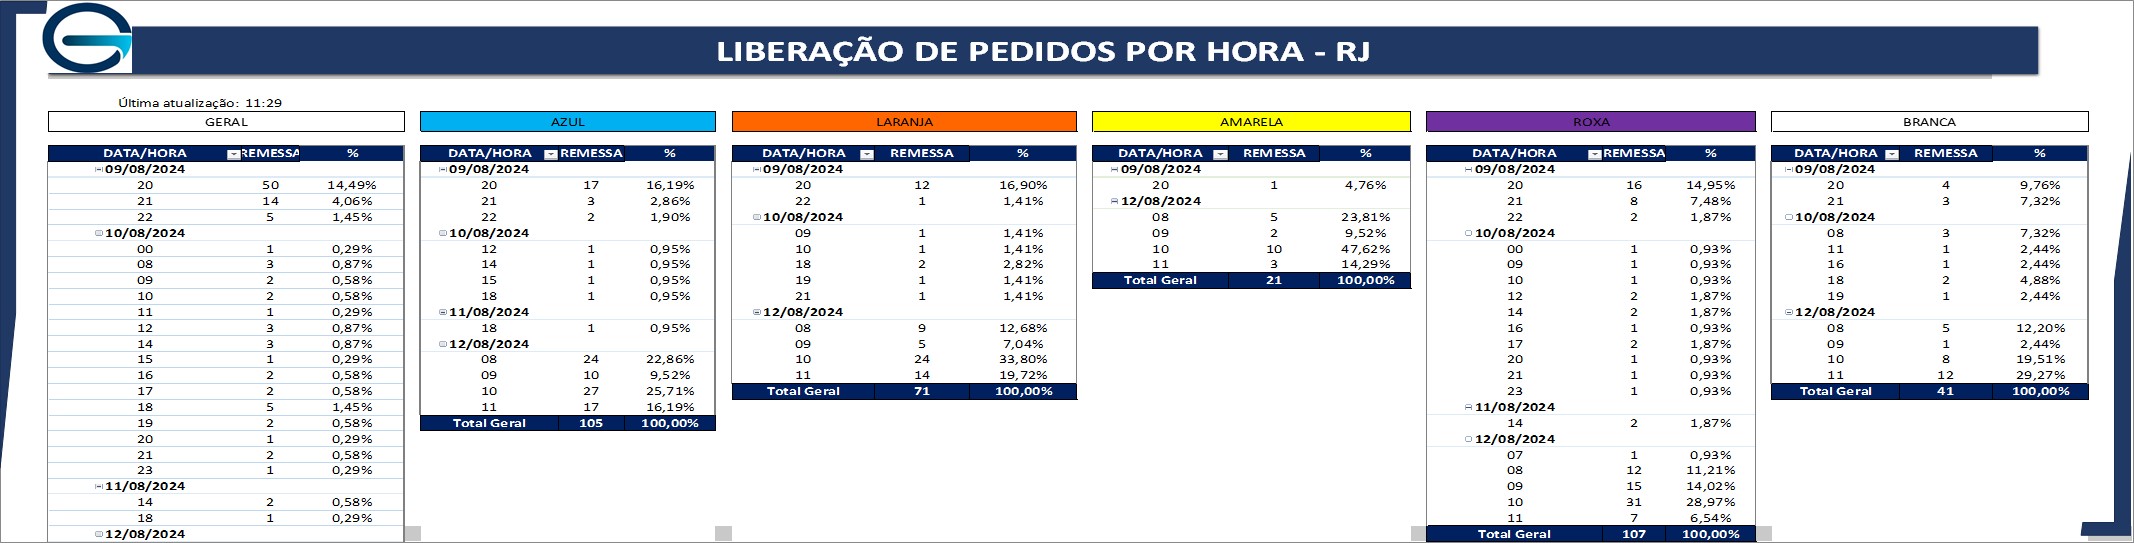 LIBERAÇÃO DE PEDIDOS POR HORA - RJ
Última atualização: 11:29
GERAL
DATA/HORA REMESSA %
09/08/2024
20 50 14,49%
21 14 4,06%
22 5 1,45%
10/08/2024
00 1 0,29%
08 3 0,87%
09 2 0,58%
10 2 0,58%
11 1 0,29%
12 3 0,87%
14 3 0,87%
15 1 0,29%
16 2 0,58%
17 2 0,58%
18 5 1,45%
19 2 0,58%
20 1 0,29%
21 2 0,58%
23 1 0,29%
11/08/2024
14 2 0,58%
18 1 0,29%
12/08/2024
AZUL
DATA/HORA REMESSA %
09/08/2024
20 17 16,19%
21 3 2,86%
22 2 1,90%
10/08/2024
12 1 0,95%
14 1 0,95%
15 1 0,95%
18 1 0,95%
11/08/2024
18 1 0,95%
12/08/2024
08 24 22,86%
09 10 9,52%
10 27 25,71%
11 17 16,19%
Total Geral 105 100,00%
LARANJA
DATA/HORA REMESSA %
09/08/2024
20 12 16,90%
22 1 1,41%
10/08/2024
09 1 1,41%
10 1 1,41%
18 2 2,82%
19 1 1,41%
21 1 1,41%
12/08/2024
08 9 12,68%
09 5 7,04%
10 24 33,80%
11 14 19,72%
Total Geral 71 100,00%
AMARELA
DATA/HORA REMESSA %
09/08/2024
20 1 4,76%
12/08/2024
08 5 23,81%
09 2 9,52%
10 10 47,62%
11 3 14,29%
Total Geral 21 100,00%
ROXA
DATA/HORA REMESSA %
09/08/2024
20 16 14,95%
21 8 7,48%
22 2 1,87%
10/08/2024
00 1 0,93%
09 1 0,93%
10 1 0,93%
12 2 1,87%
14 2 1,87%
16 1 0,93%
17 2 1,87%
20 1 0,93%
21 1 0,93%
23 1 0,93%
11/08/2024
14 2 1,87%
12/08/2024
07 1 0,93%
08 12 11,21%
09 15 14,02%
10 31 28,97%
11 7 6,54%
Total Geral 107 100,00%
BRANCA
DATA/HORA REMESSA %
09/08/2024
20 4 9,76%
21 3 7,32%
10/08/2024
08 3 7,32%
11 1 2,44%
16 1 2,44%
18 2 4,88%
19 1 2,44%
12/08/2024
08 5 12,20%
09 1 2,44%
10 8 19,51%
11 12 29,27%
Total Geral 41 100,00%